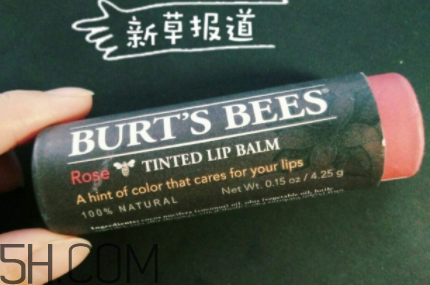 新草报道
BURT'S BEES
Rose TINTED LIP BALM
A hint of color that cares for your lips
100% NATURAL Net Wt. 0.15 oz / 4.25 g
Ingredients:
5H.COM